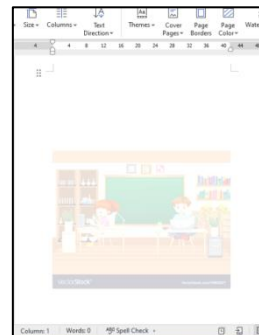 Size Columns Text Direction Themes Cover Pages Page Borders Page Color
4 4 8 12 16 20 24 28 32 36 40 44
VectorStock
Column: 1 Words: 0 Spell Check